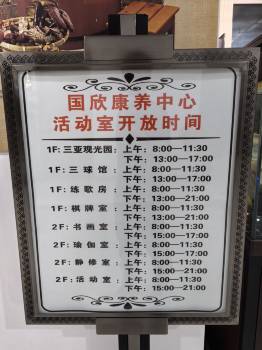 国欣康养中心
活动室开放时间
1F:三亚观光园:上午:8:00—11:30
下午:13:00—17:00
1F:三球馆:上午:8:00—11:30
下午:13:00—17:00
1F:练歌房:上午:8:00—11:30
下午:13:00—21:00
1F:棋牌室:上午:8:00—11:30
下午:13:00—21:00
2F:书画室:上午:8:00—11:30
下午:15:00—17:00
2F:瑜伽室:上午:8:00—11:30
下午:15:00—17:00
2F:静修室:上午:8:00—11:30
下午:15:00—21:00
2F:活动室:上午:8:00—11:30
下午:15:00—21:00